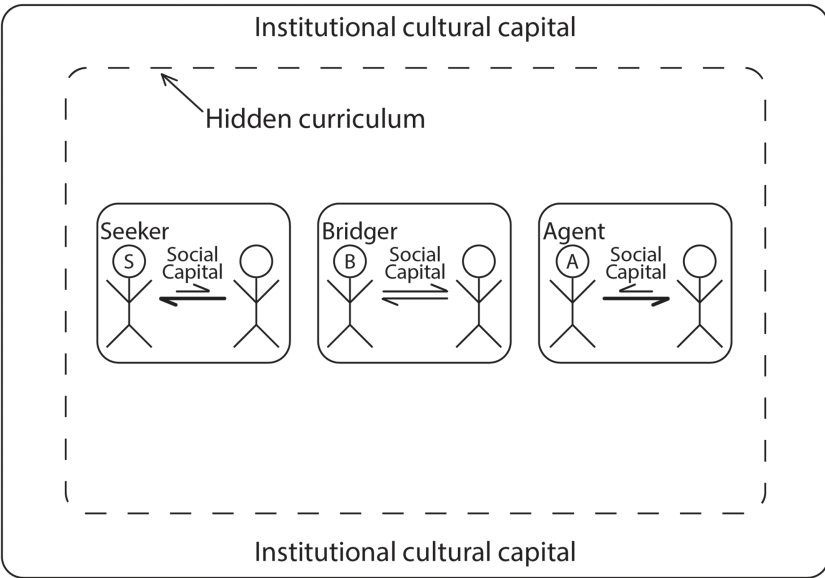 Institutional cultural capital
Hidden curriculum
Seeker
S
Social
Capital
Bridger
B
Social
Capital
Agent
A
Social
Capital
Institutional cultural capital